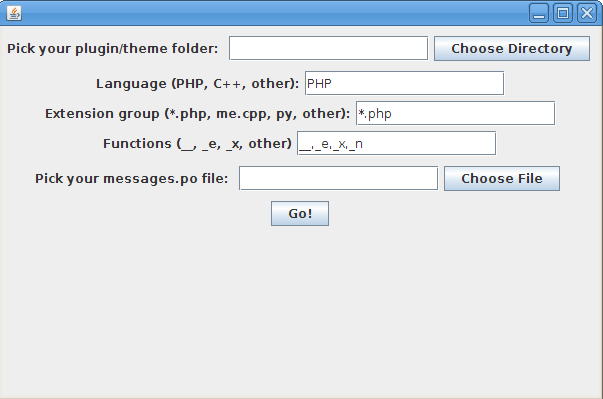 Pick your plugin/theme folder: Choose Directory
Language (PHP, C++, other): PHP
Extension group (*.php, me.cpp, py, other): *.php
Functions (__, _e, _x, other) __,_e,_x,_n
Pick your messages.po file: Choose File
Go!